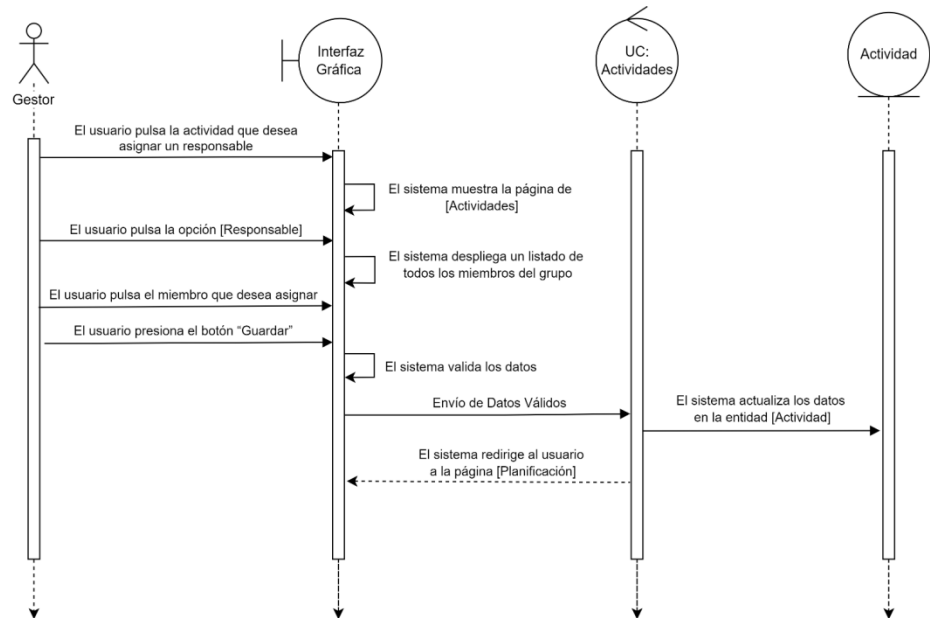 Interfaz
Gráfica
UC:
Actividades
Actividad
Gestor
El usuario pulsa la actividad que desea
asignar un responsable
El sistema muestra la página de
[Actividades]
El usuario pulsa la opción [Responsable]
El sistema despliega un listado de
todos los miembros del grupo
El usuario pulsa el miembro que desea asignar
El usuario presiona el botón “Guardar”
El sistema valida los datos
Envío de Datos Válidos
El sistema actualiza los datos
en la entidad [Actividad]
El sistema redirige al usuario
a la página [Planificación]